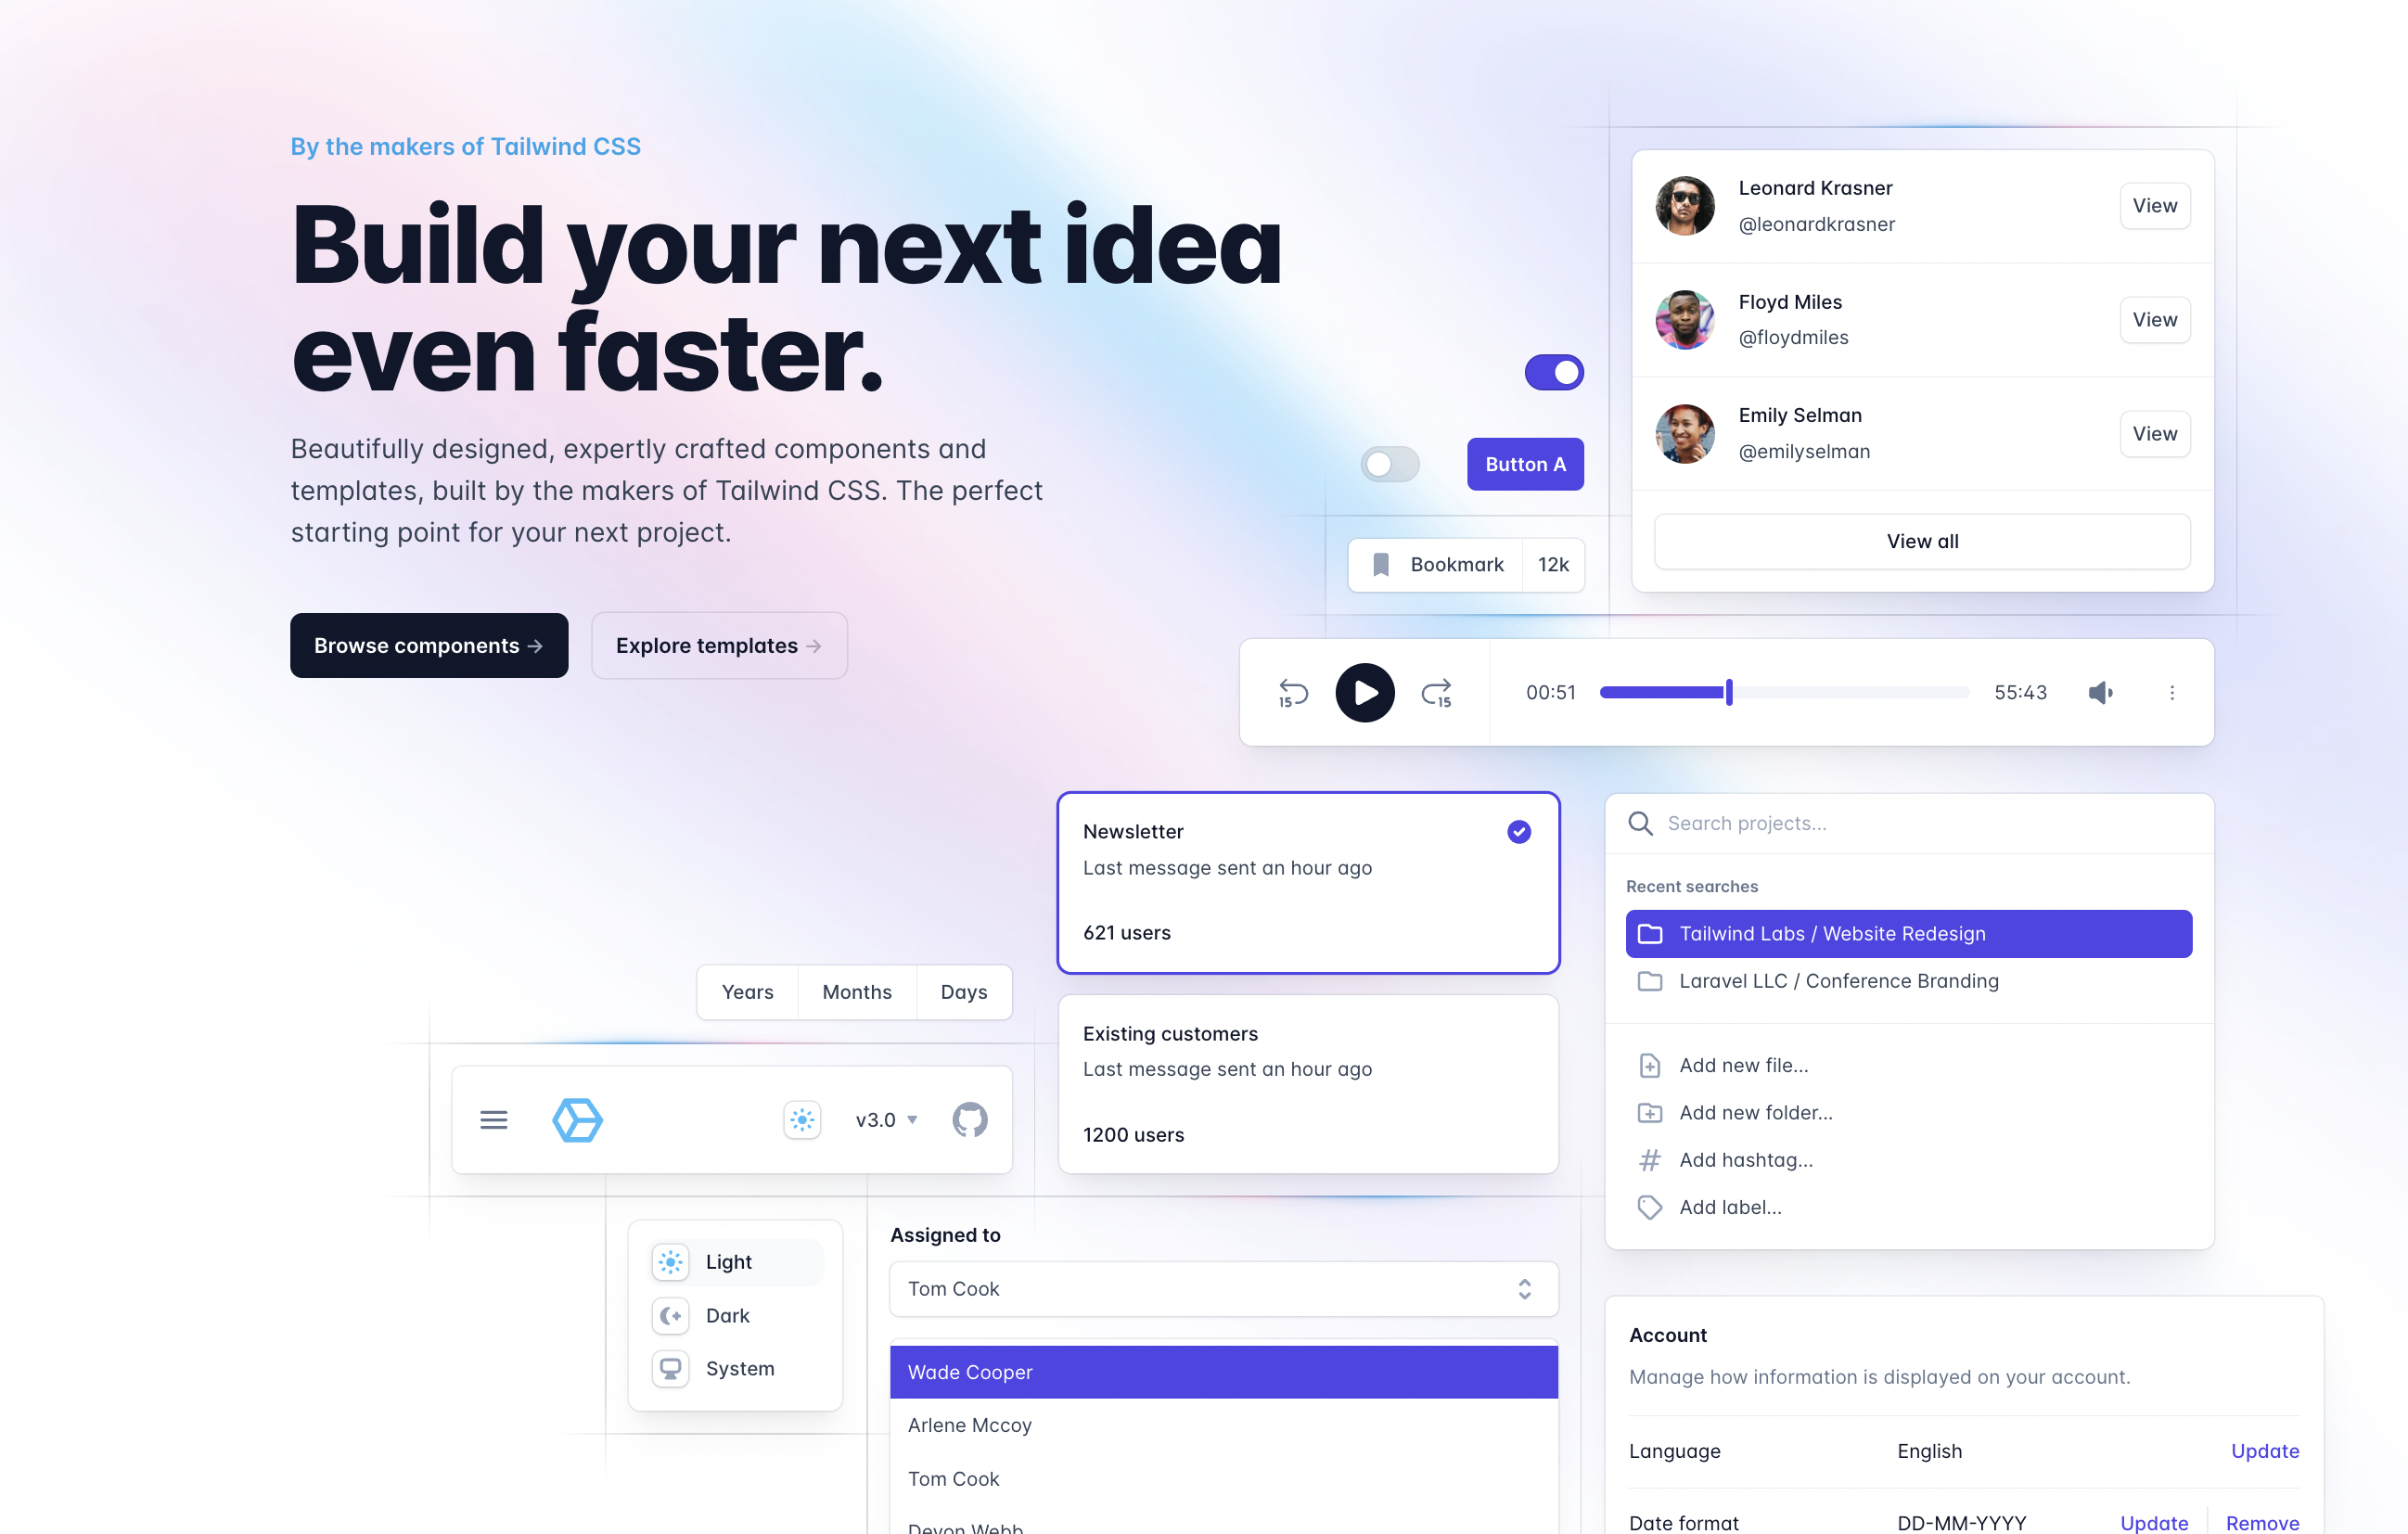 By the makers of Tailwind CSS
Build your next idea
even faster.
Beautifully designed, expertly crafted components and
templates, built by the makers of Tailwind CSS. The perfect
starting point for your next project.
Browse components →
Explore templates →
Leonard Krasner
@leonardkrasner
View
Floyd Miles
@floydmiles
View
Emily Selman
@emilyselman
View
View all
Button A
Bookmark 12k
15
15
00:51
55:43
Newsletter
Last message sent an hour ago
621 users
Existing customers
Last message sent an hour ago
1200 users
Search projects...
Recent searches
Tailwind Labs / Website Redesign
Laravel LLC / Conference Branding
Add new file...
Add new folder...
Add hashtag...
Add label...
Years Months Days
v3.0
Light
Dark
System
Assigned to
Tom Cook
Wade Cooper
Arlene Mccoy
Tom Cook
Devon Webb
Account
Manage how information is displayed on your account.
Language English Update
Date format DD-MM-YYYY Update Remove